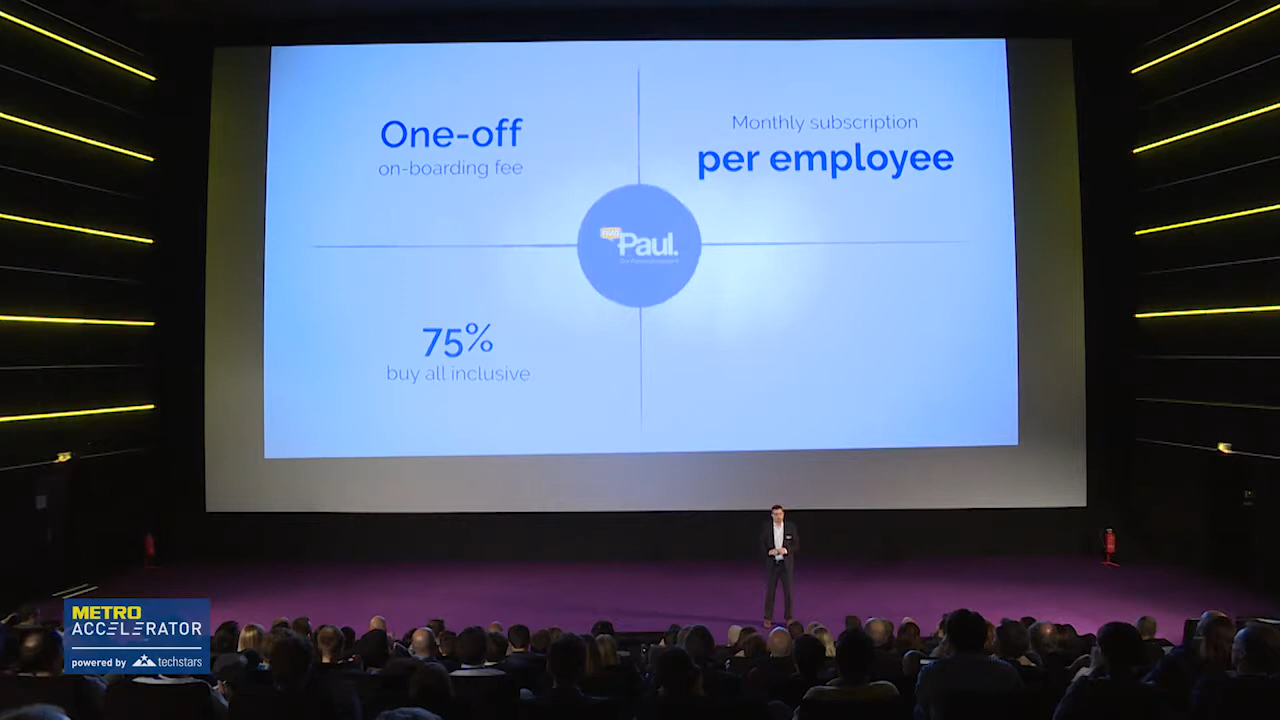 One-off
on-boarding fee
Monthly subscription
per employee
Paul.
75%
buy all inclusive
METRO
ACCELERATOR
powered by techstars